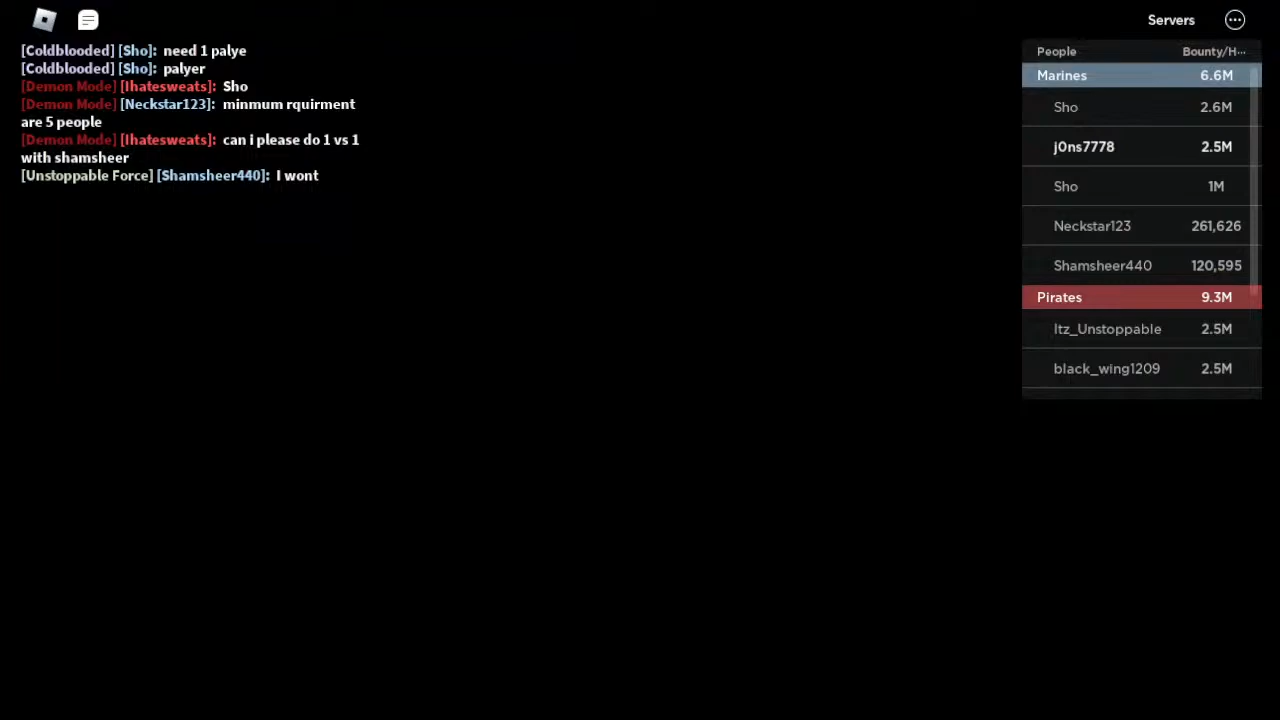 Servers
[Coldblooded] [Sho]: need 1 palye
[Coldblooded] [Sho]: palyer
[Demon Mode] [Ihatesweats]: Sho
[Demon Mode] [Neckstar123]: minmum rquirment
are 5 people
[Demon Mode] [Ihatesweats]: can i please do 1 vs 1
with shamsheer
[Unstoppable Force] [Shamsheer440]: I wont
People Bounty/H...
Marines 6.6M
Sho 2.6M
j0ns7778 2.5M
Sho 1M
Neckstar123 261,626
Shamsheer440 120,595
Pirates 9.3M
Itz_Unstoppable 2.5M
black_wing1209 2.5M